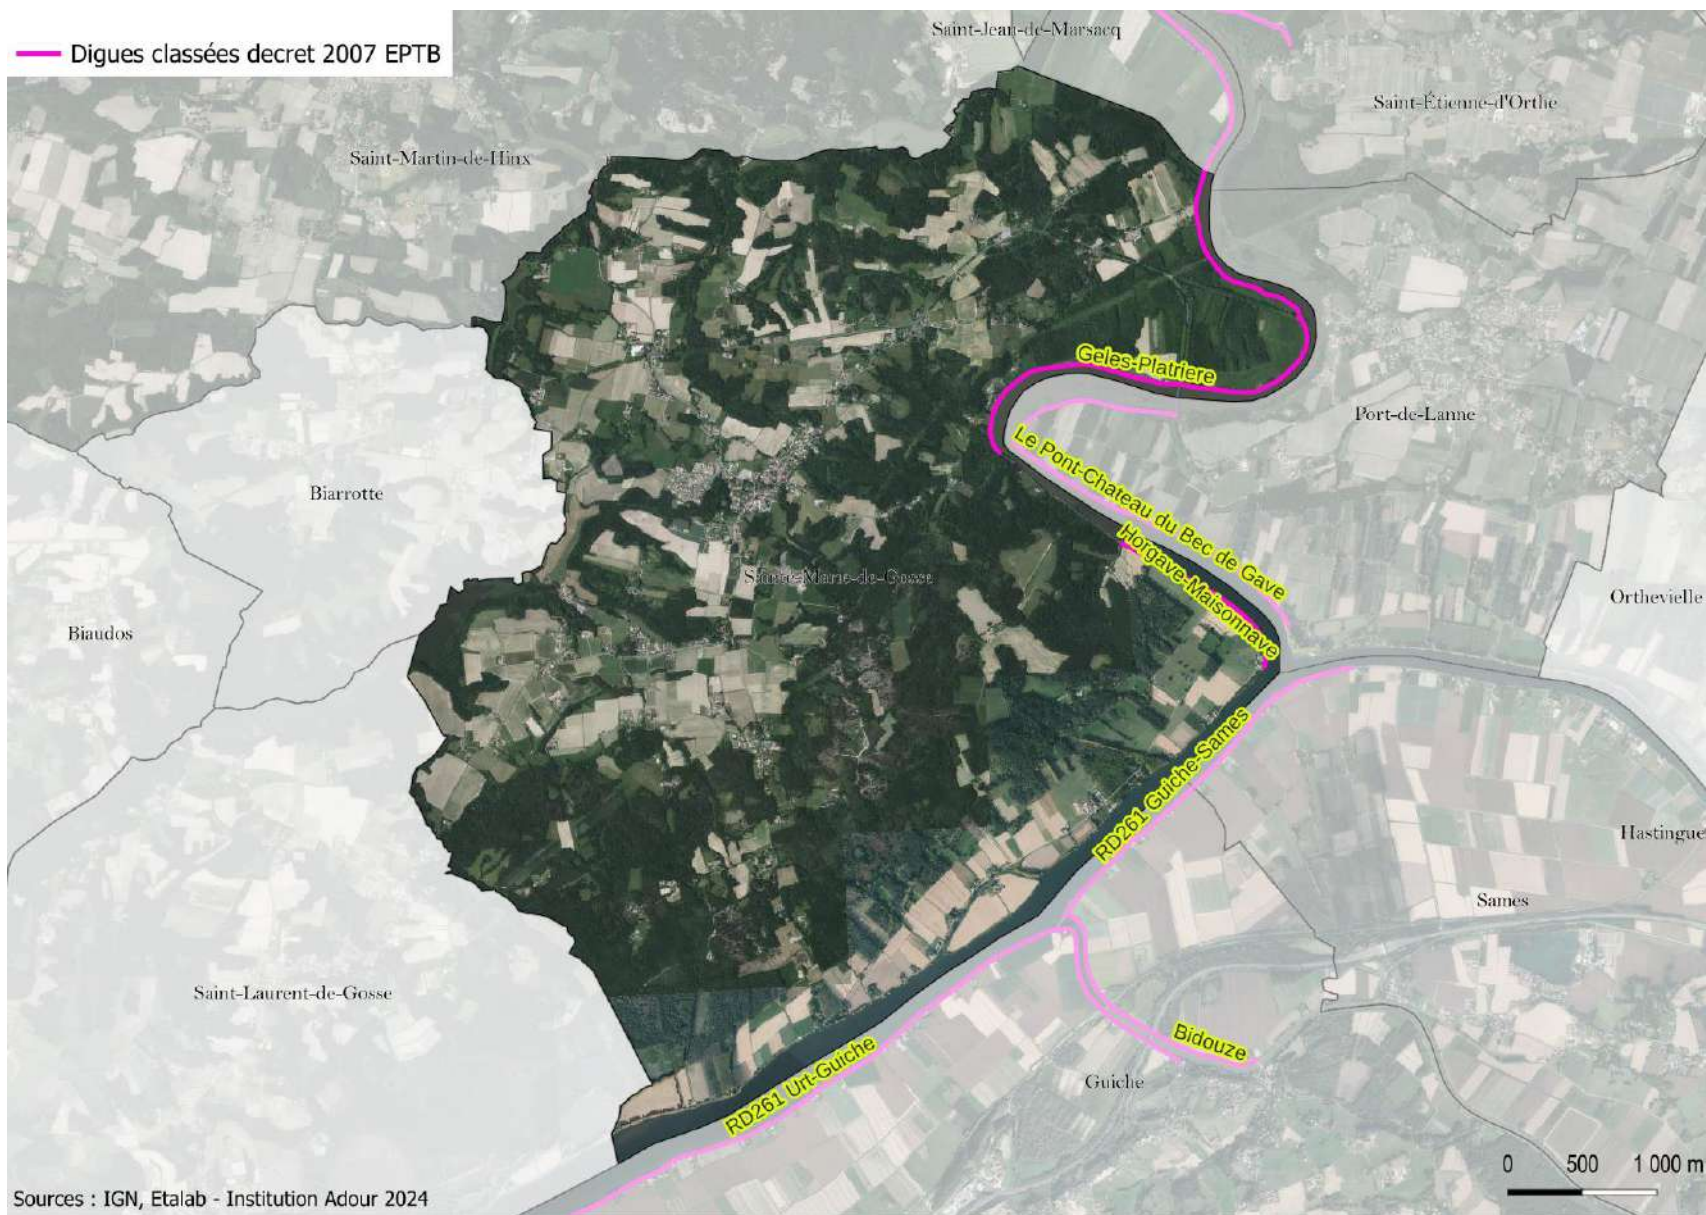 Digues classées decret 2007 EPTB
Saint-Jean-de-Marsacq
Saint-Étienne-d'Orthe
Saint-Martin-de-Hinx
Geles-Platriere
Port-de-Lanne
Le Pont-Chateau du Bec de Gave
Biarrotte
Horgave-Maisonnave
Sainte-Marie-de-Gosse
Orthevielle
Biaudos
RD261 Guiche-Sames
Hastingue
Sames
Saint-Laurent-de-Gosse
Bidouze
RD261 Urt-Guiche
Guiche
0 500 1 000 m
Sources : IGN, Etalab - Institution Adour 2024